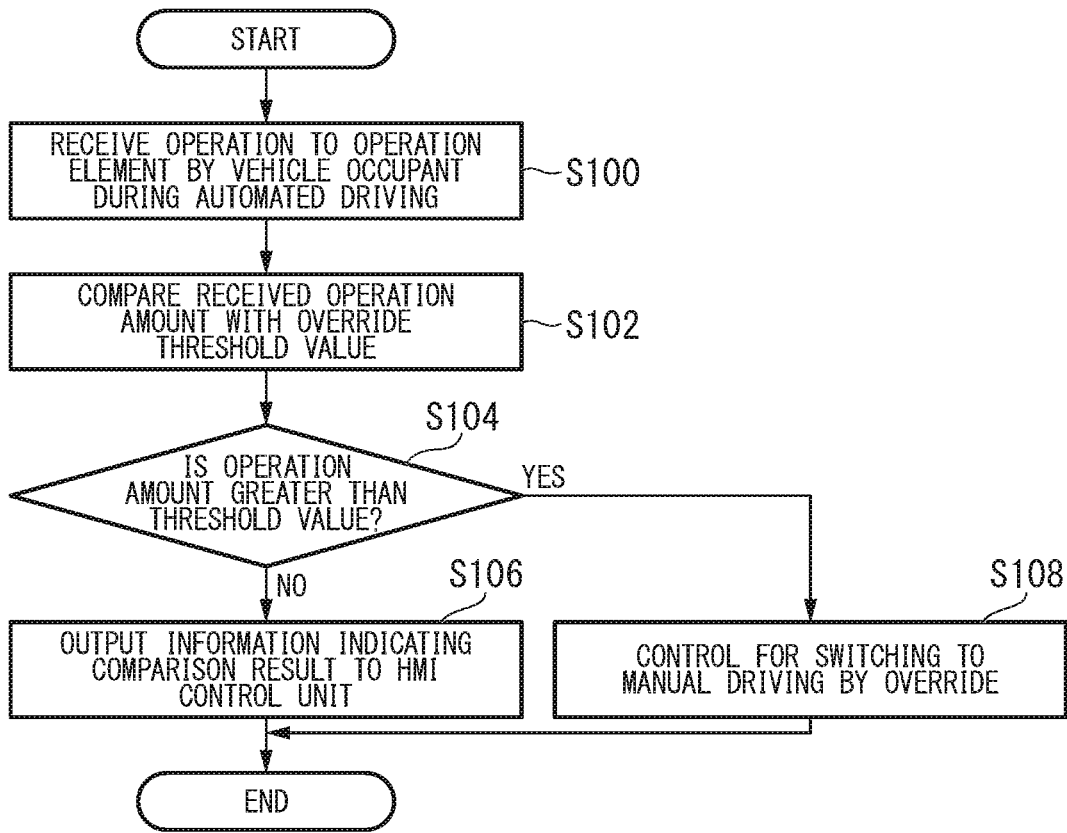 START
RECEIVE OPERATION TO OPERATION
ELEMENT BY VEHICLE OCCUPANT
DURING AUTOMATED DRIVING
S100
COMPARE RECEIVED OPERATION
AMOUNT WITH OVERRIDE
THRESHOLD VALUE
S102
S104
IS OPERATION
AMOUNT GREATER THAN
THRESHOLD VALUE?
YES
NO
S106
OUTPUT INFORMATION INDICATING
COMPARISON RESULT TO HMI
CONTROL UNIT
S108
CONTROL FOR SWITCHING TO
MANUAL DRIVING BY OVERRIDE
END